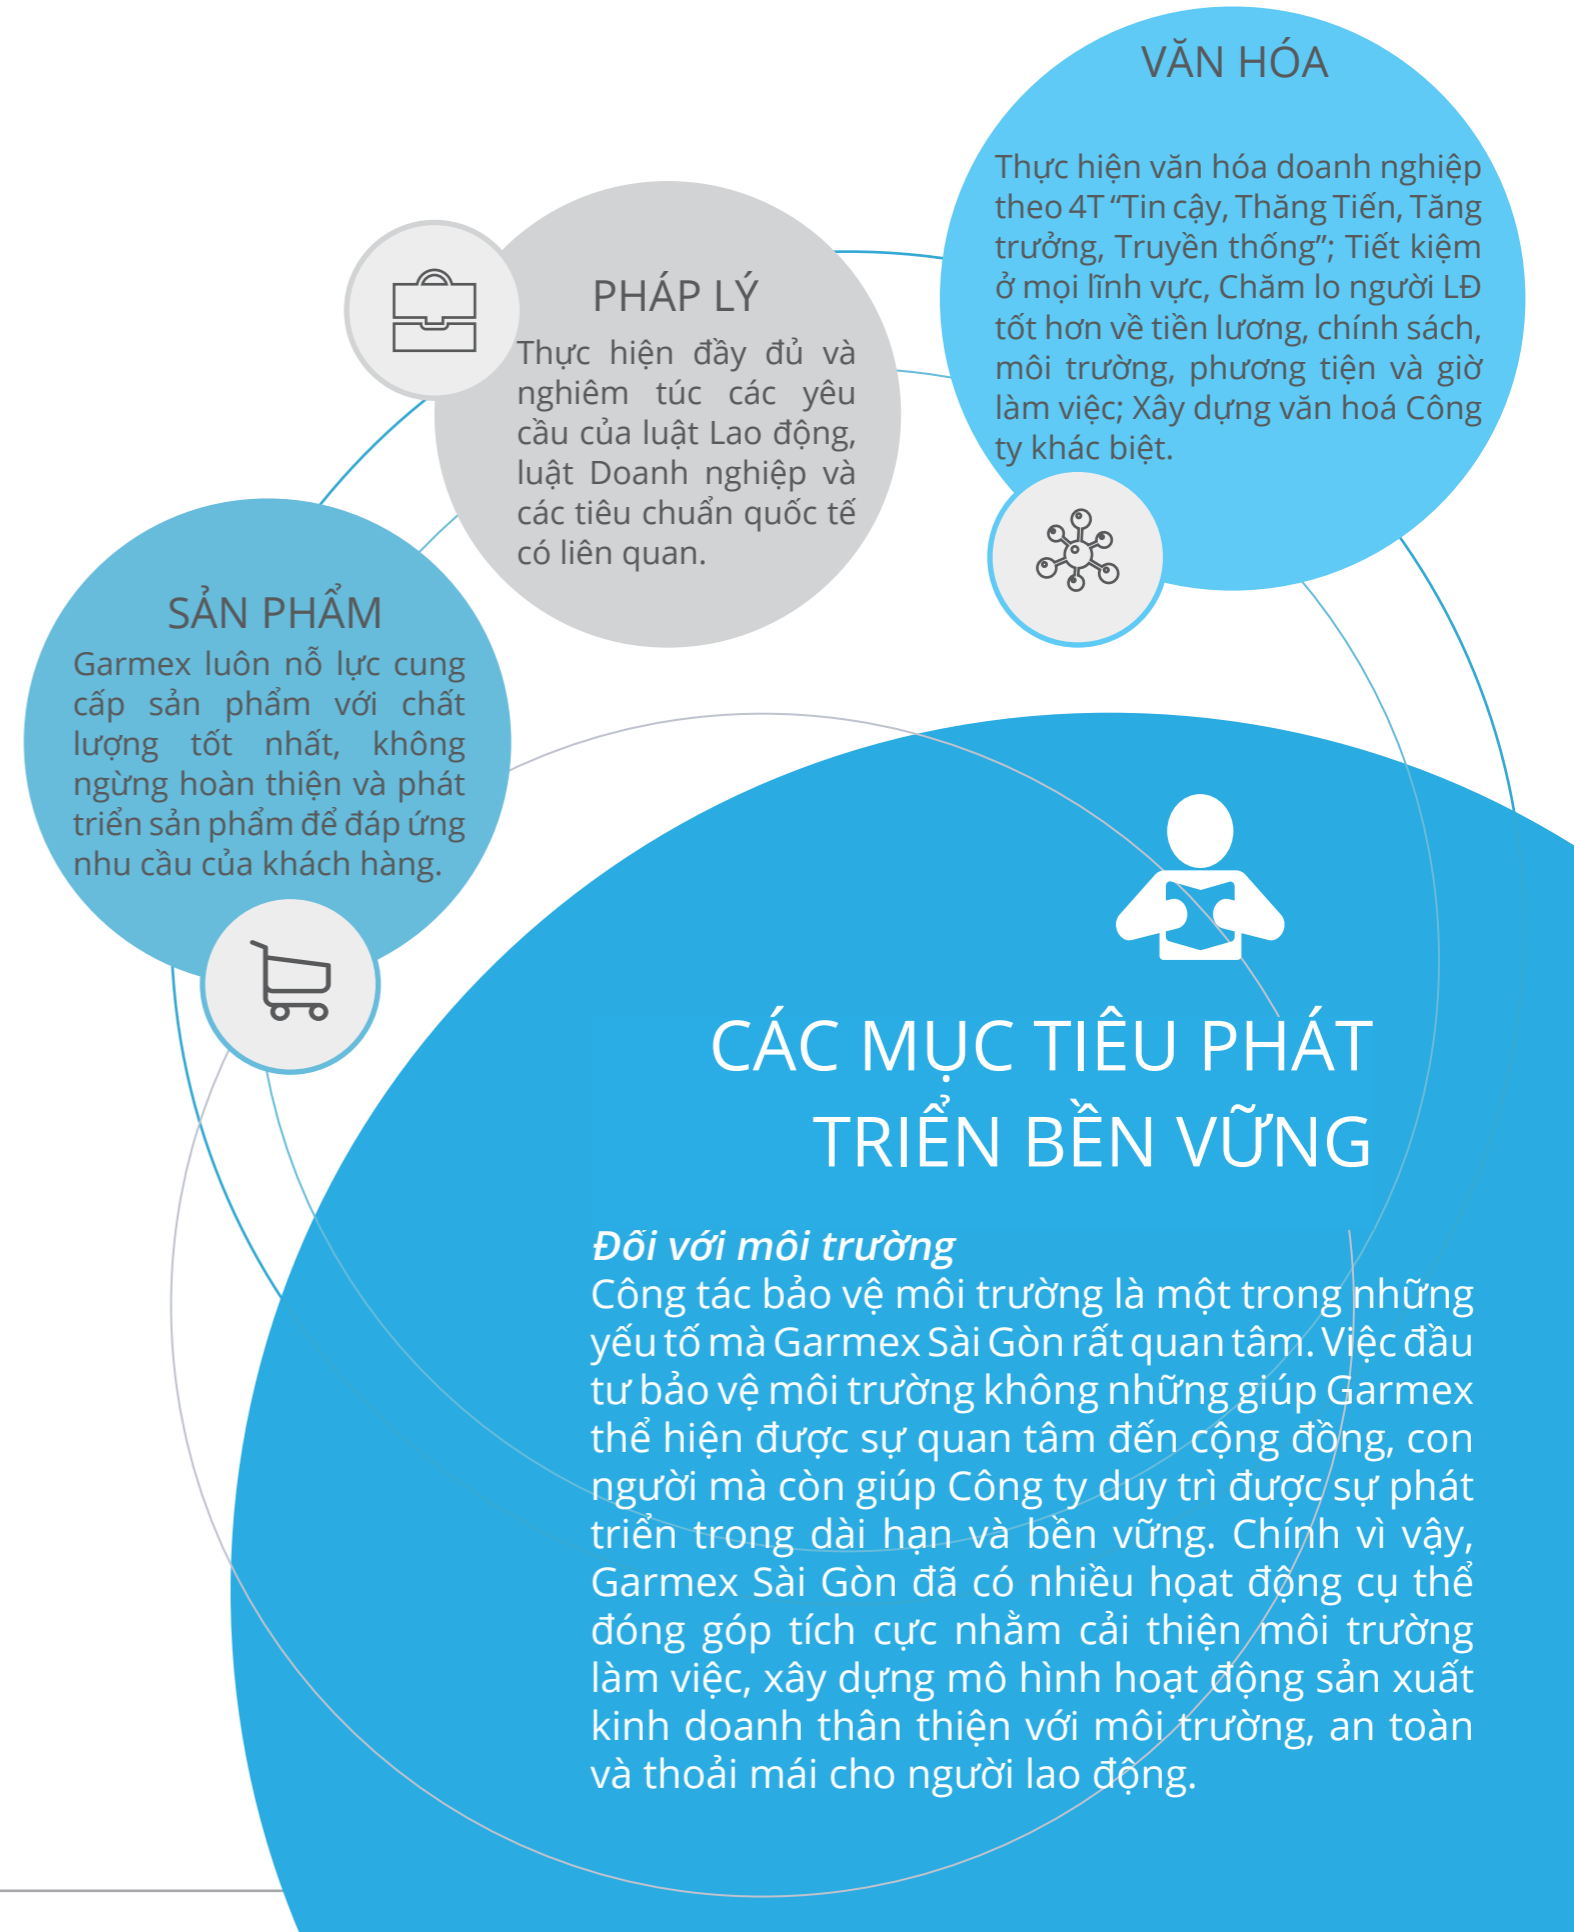 VĂN HÓA
Thực hiện văn hóa doanh nghiệp
theo 4T “Tin cậy, Thăng Tiến, Tăng
trưởng, Truyền thống”; Tiết kiệm
ở mọi lĩnh vực, Chăm lo người LĐ
tốt hơn về tiền lương, chính sách,
môi trường, phương tiện và giờ
làm việc; Xây dựng văn hoá Công
ty khác biệt.
PHÁP LÝ
Thực hiện đầy đủ và
nghiêm túc các yêu
cầu của luật Lao động,
luật Doanh nghiệp và
các tiêu chuẩn quốc tế
có liên quan.
SẢN PHẨM
Garmex luôn nỗ lực cung
cấp sản phẩm với chất
lượng tốt nhất, không
ngừng hoàn thiện và phát
triển sản phẩm để đáp ứng
nhu cầu của khách hàng.
CÁC MỤC TIÊU PHÁT
TRIỂN BỀN VỮNG
Đối với môi trường
Công tác bảo vệ môi trường là một trong những
yếu tố mà Garmex Sài Gòn rất quan tâm. Việc đầu
tư bảo vệ môi trường không những giúp Garmex
thể hiện được sự quan tâm đến cộng đồng, con
người mà còn giúp Công ty duy trì được sự phát
triển trong dài hạn và bền vững. Chính vì vậy,
Garmex Sài Gòn đã có nhiều họat động cụ thể
đóng góp tích cực nhằm cải thiện môi trường
làm việc, xây dựng mô hình hoạt động sản xuất
kinh doanh thân thiện với môi trường, an toàn
và thoải mái cho người lao động.